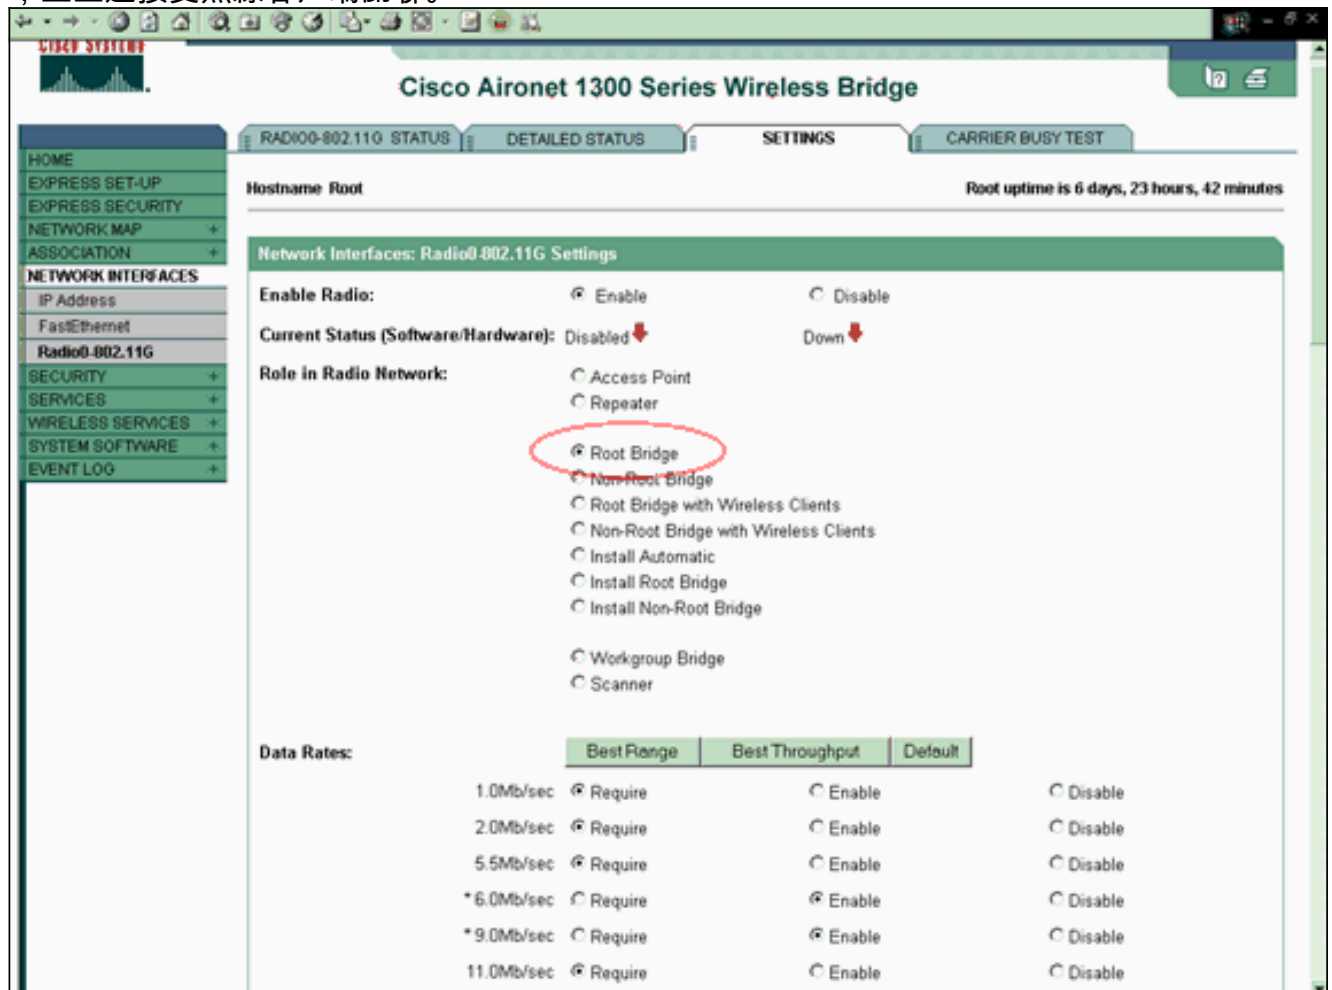 CISCO SYSTEMS
Cisco Aironet 1300 Series Wireless Bridge
RADIO0-802.11G STATUS
DETAILED STATUS
SETTINGS
CARRIER BUSY TEST
HOME
EXPRESS SET-UP
EXPRESS SECURITY
NETWORK MAP +
ASSOCIATION +
NETWORK INTERFACES
IP Address
FastEthernet
Radio0-802.11G
SECURITY +
SERVICES +
WIRELESS SERVICES +
SYSTEM SOFTWARE +
EVENT LOG +
Hostname Root
Root uptime is 6 days, 23 hours, 42 minutes
Network Interfaces: Radio0-802.11G Settings
Enable Radio: Enable Disable
Current Status (Software/Hardware): Disabled Down
Role in Radio Network: Access Point
Repeater
Root Bridge
Non-Root Bridge
Root Bridge with Wireless Clients
Non-Root Bridge with Wireless Clients
Install Automatic
Install Root Bridge
Install Non-Root Bridge
Workgroup Bridge
Scanner
Data Rates: Best Range Best Throughput Default
1.0Mb/sec Require Enable Disable
2.0Mb/sec Require Enable Disable
5.5Mb/sec Require Enable Disable
*6.0Mb/sec Require Enable Disable
*9.0Mb/sec Require Enable Disable
11.0Mb/sec Require Enable Disable